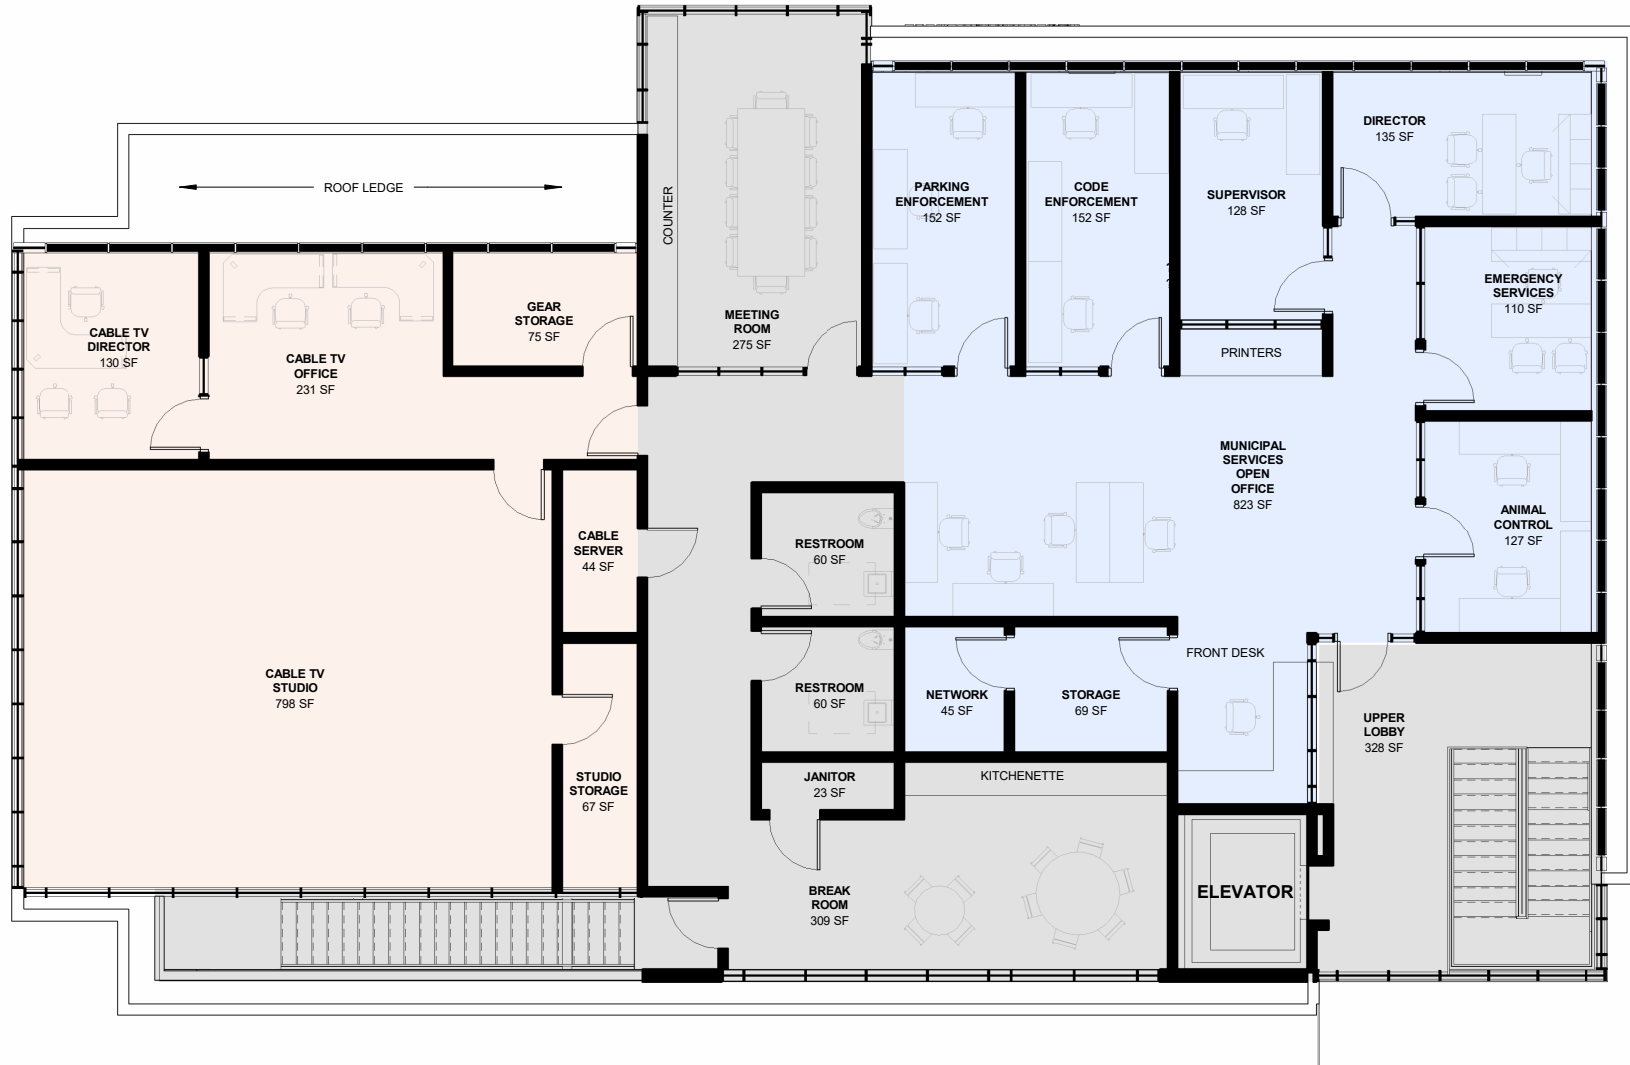 DIRECTOR
135 SF
ROOF LEDGE
COUNTER
PARKING
ENFORCEMENT
152 SF
CODE
ENFORCEMENT
152 SF
SUPERVISOR
128 SF
EMERGENCY
SERVICES
110 SF
GEAR
STORAGE
75 SF
MEETING
ROOM
275 SF
CABLE TV
DIRECTOR
130 SF
CABLE TV
OFFICE
231 SF
PRINTERS
MUNICIPAL
SERVICES
OPEN
OFFICE
823 SF
ANIMAL
CONTROL
127 SF
CABLE
SERVER
44 SF
RESTROOM
60 SF
FRONT DESK
CABLE TV
STUDIO
798 SF
RESTROOM
60 SF
NETWORK
45 SF
STORAGE
69 SF
UPPER
LOBBY
328 SF
STUDIO
STORAGE
67 SF
JANITOR
23 SF
KITCHENETTE
BREAK
ROOM
309 SF
ELEVATOR